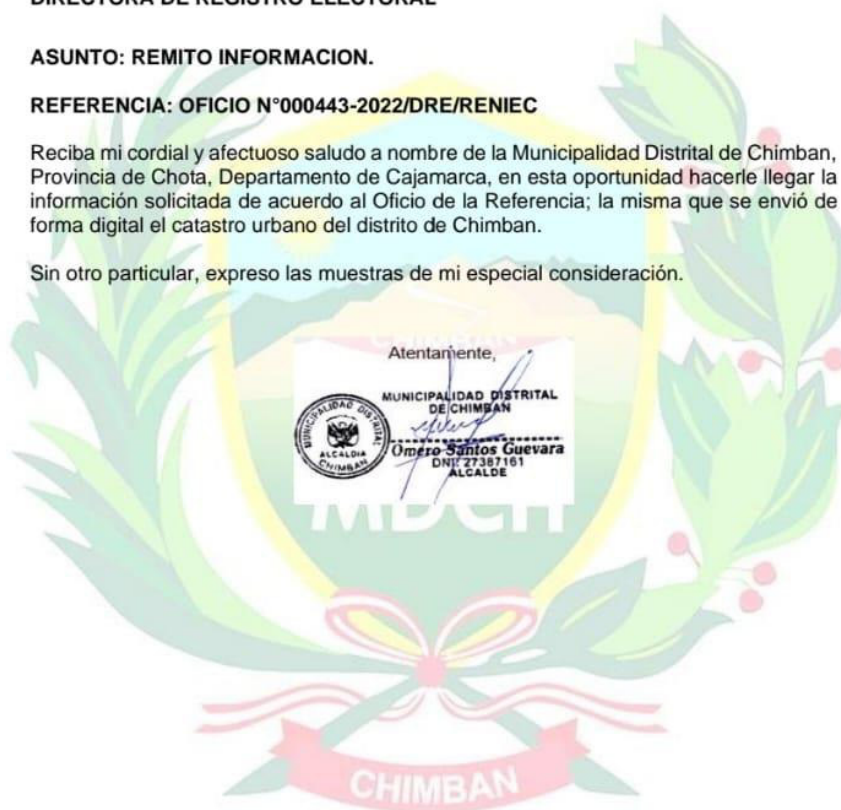 DIRECTORA DE REGISTRO ELECTORAL
ASUNTO: REMITO INFORMACION.
REFERENCIA: OFICIO N°000443-2022/DRE/RENIEC
Reciba mi cordial y afectuoso saludo a nombre de la Municipalidad Distrital de Chimban,
Provincia de Chota, Departamento de Cajamarca, en esta oportunidad hacerle llegar la
información solicitada de acuerdo al Oficio de la Referencia; la misma que se envió de
forma digital el catastro urbano del distrito de Chimban.
Sin otro particular, expreso las muestras de mi especial consideración.
CHIMBAN
Atentamente,
MUNICIPALIDAD DISTRITAL
DE CHIMBAN
MUNICIPALIDAD DISTRITAL
ALCALDIA
CHIMBAN
Omero Santos Guevara
DNI: 27387161
ALCALDE
MDCH
CHIMBAN